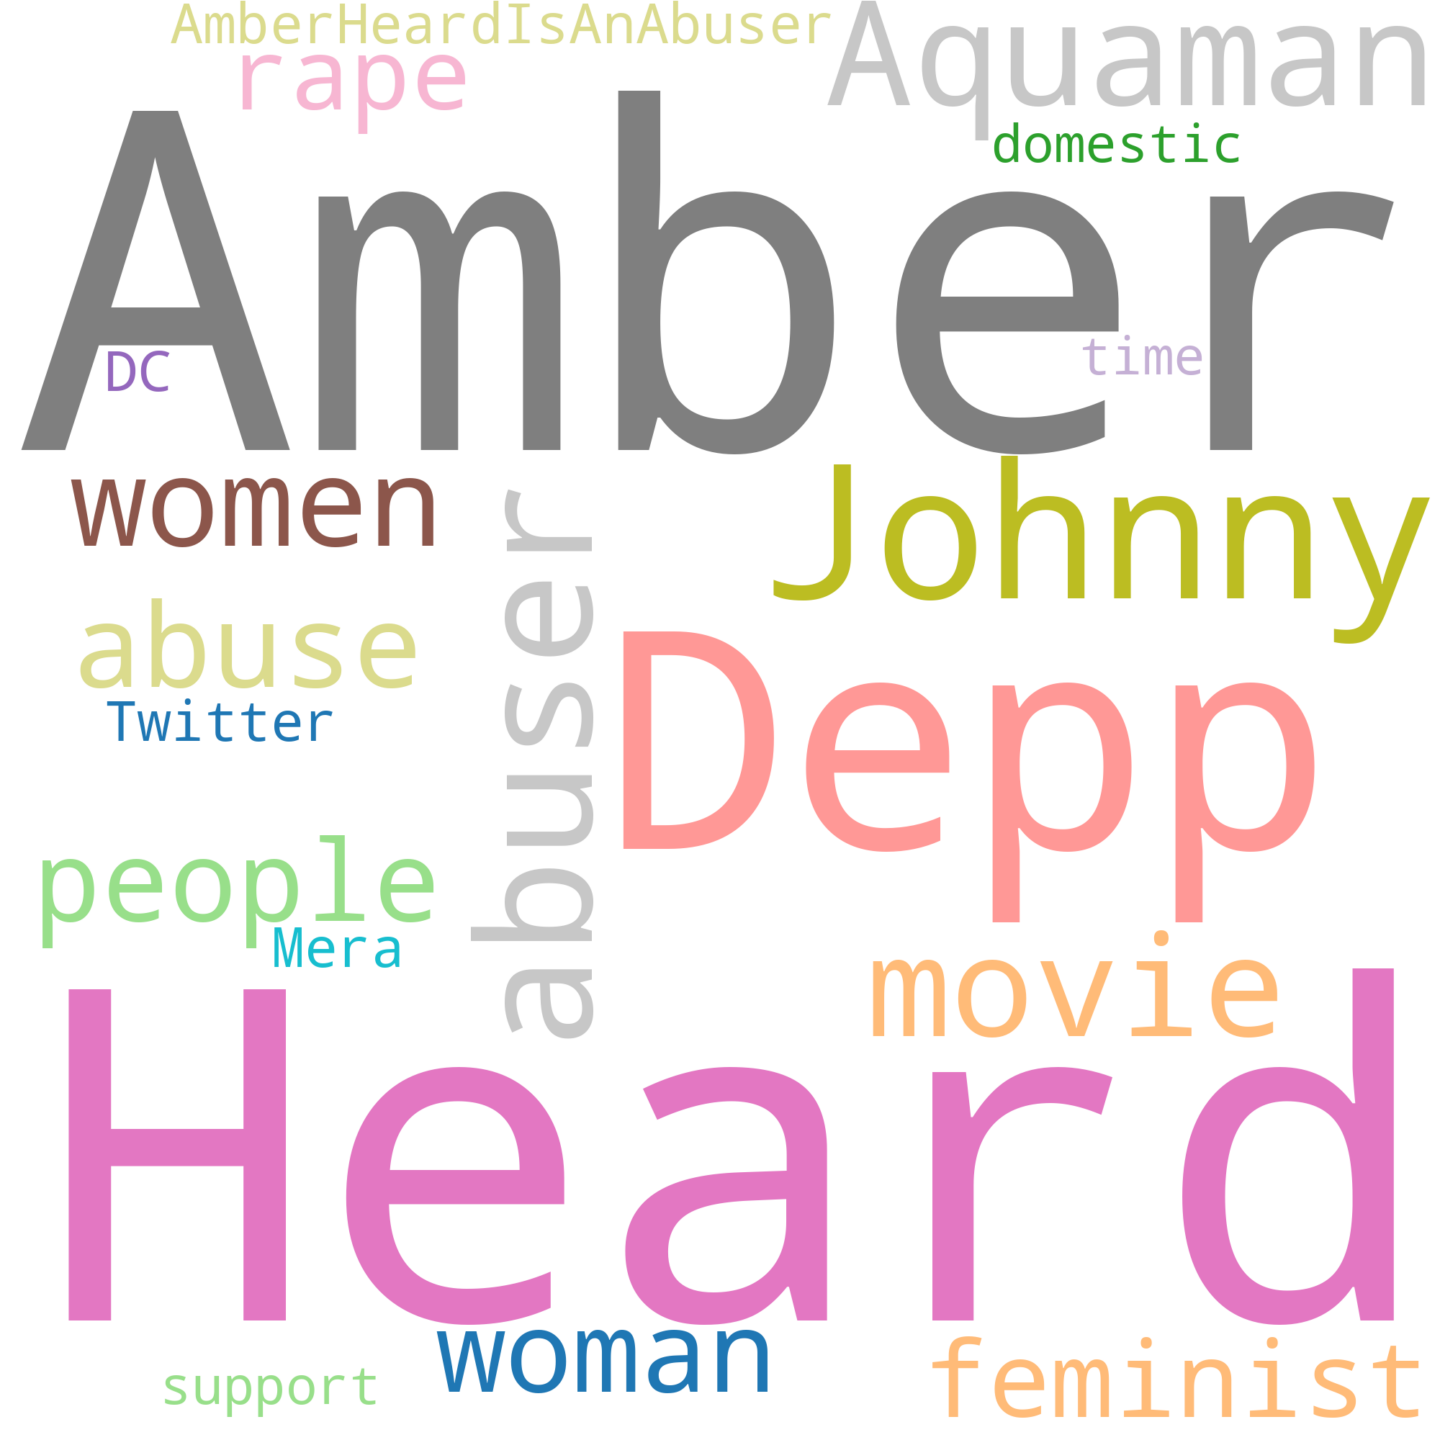 AmberHeardIsAnAbuser
Aquaman
rape
domestic
Amber
DC
time
women
Johnny
abuser
abuse
Depp
Twitter
people
Mera
movie
Heard
woman
feminist
support